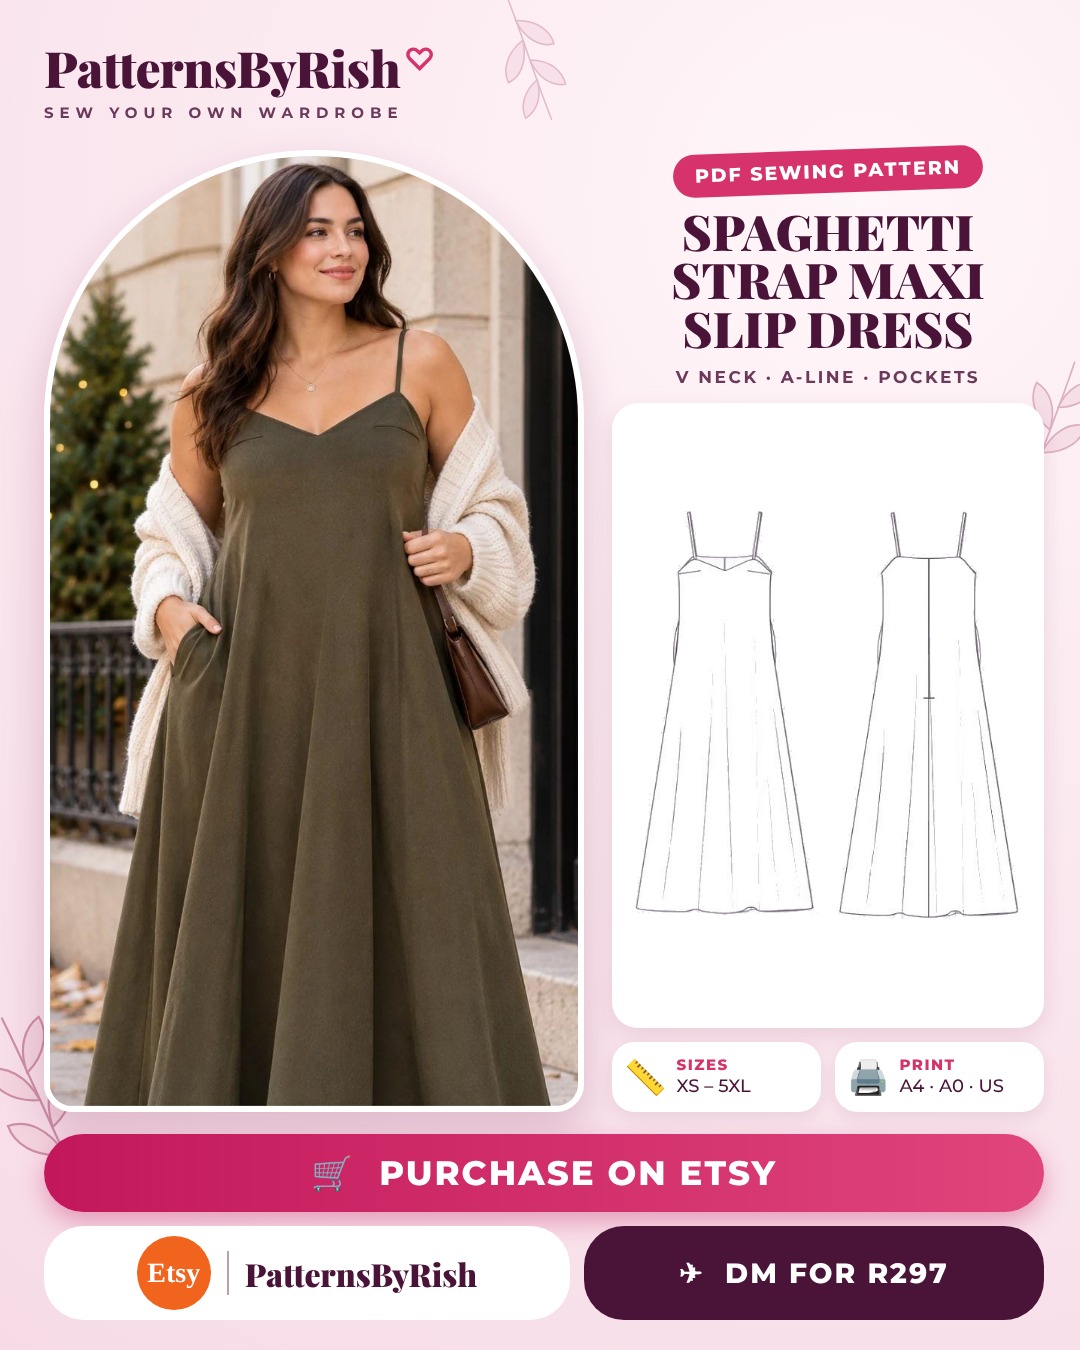 PatternsByRish
SEW YOUR OWN WARDROBE
PDF SEWING PATTERN
SPAGHETTI
STRAP MAXI
SLIP DRESS
V NECK · A-LINE · POCKETS
SIZES
XS – 5XL
PRINT
A4 · A0 · US
PURCHASE ON ETSY
Etsy
PatternsByRish
DM FOR R297